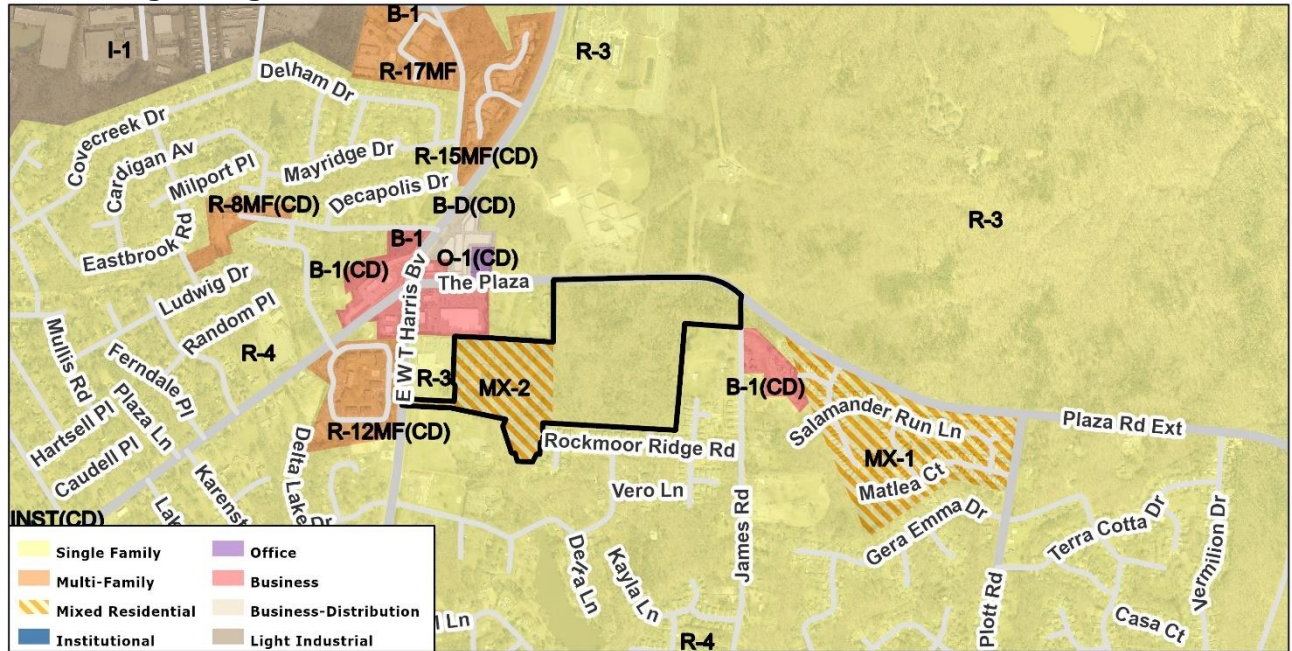 B-1
I-1
R-3
R-17MF
Delham Dr
Covecreek Dr
Cardigan Av
Milport Pl
Mayridge Dr
R-15MF(CD)
Decapolis Dr
R-8MF(CD)
B-D(CD)
R-3
Eastbrook Rd
B-1
O-1(CD)
B-1(CD)
The Plaza
Ludwig Dr
Random Pl
E W T Harris Bv
Mullis Rd
Ferndale Pl
R-4
R-3
MX-2
B-1(CD)
Plaza Ln
Hartsell Pl
Salamander Run Ln
Plaza Rd Ext
R-12MF(CD)
Rockmoor Ridge Rd
Caudell Pl
Delta Lake Dr
MX-1
Matlea Ct
Vero Ln
James Rd
Gera Emma Dr
Terra Cotta Dr
Vermilion Dr
INST(CD)
Delta Ln
Kayla Ln
Plott Rd
Casa Ct
R-4
Single Family
Office
Multi-Family
Business
Mixed Residential
Business-Distribution
Institutional
Light Industrial